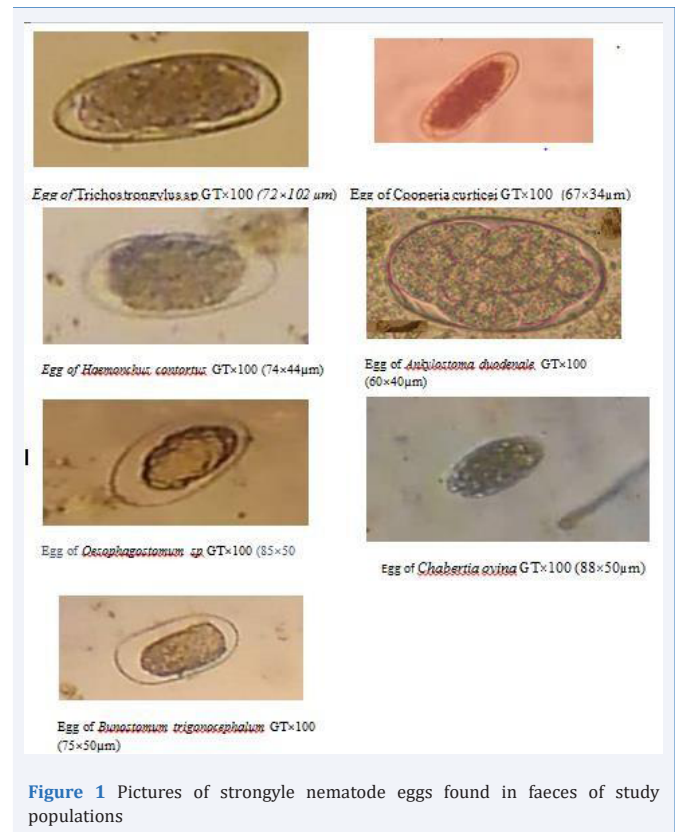 Egg of Trichostrongylus sp GT×100 (72×102 um)
Egg of Cooperia curticei GT×100 (67×34µm)
Egg of Haemonchus contortus GT×100 (74×44µm)
Egg of Ankylostoma duodenale GT×100
(60×40µm)
Egg of Oesophagostomum sp GT×100 (85×50
Egg of Chabertia ovina GT×100 (88×50µm)
Egg of Bunostomum trigonocephalum GT×100
(75×50µm)
Figure 1 Pictures of strongyle nematode eggs found in faeces of study
populations